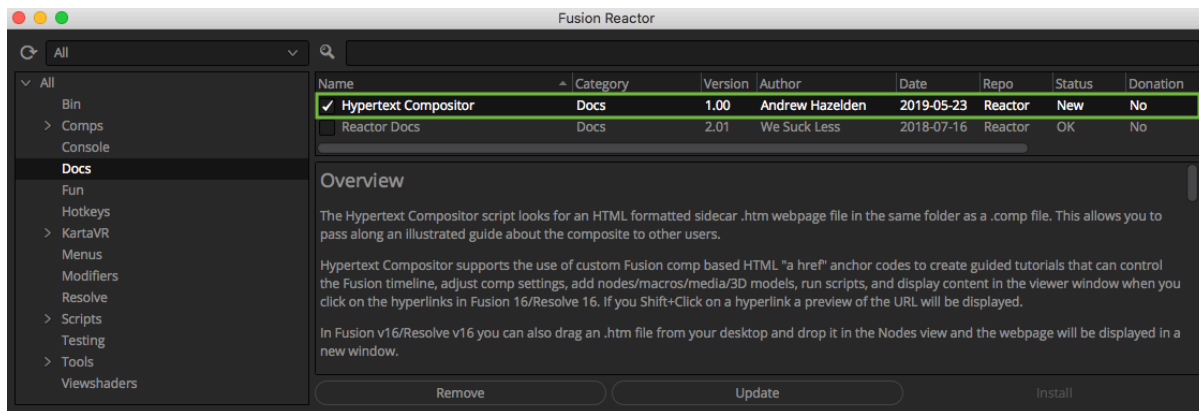 Fusion Reactor
All
All
Bin
Comps
Console
Docs
Fun
Hotkeys
KartaVR
Menus
Modifiers
Resolve
Scripts
Testing
Tools
Viewshaders
Name Category Version Author Date Repo Status Donation
Hypertext Compositor Docs 1.00 Andrew Hazelden 2019-05-23 Reactor New No
Reactor Docs Docs 2.01 We Suck Less 2018-07-16 Reactor OK No
Overview
The Hypertext Compositor script looks for an HTML formatted sidecar .htm webpage file in the same folder as a .comp file. This allows you to
pass along an illustrated guide about the composite to other users.
Hypertext Compositor supports the use of custom Fusion comp based HTML "a href" anchor codes to create guided tutorials that can control
the Fusion timeline, adjust comp settings, add nodes/macros/media/3D models, run scripts, and display content in the viewer window when you
click on the hyperlinks in Fusion 16/Resolve 16. If you Shift+Click on a hyperlink a preview of the URL will be displayed.
In Fusion v16/Resolve v16 you can also drag an .htm file from your desktop and drop it in the Nodes view and the webpage will be displayed in a
new window.
Remove Update Install